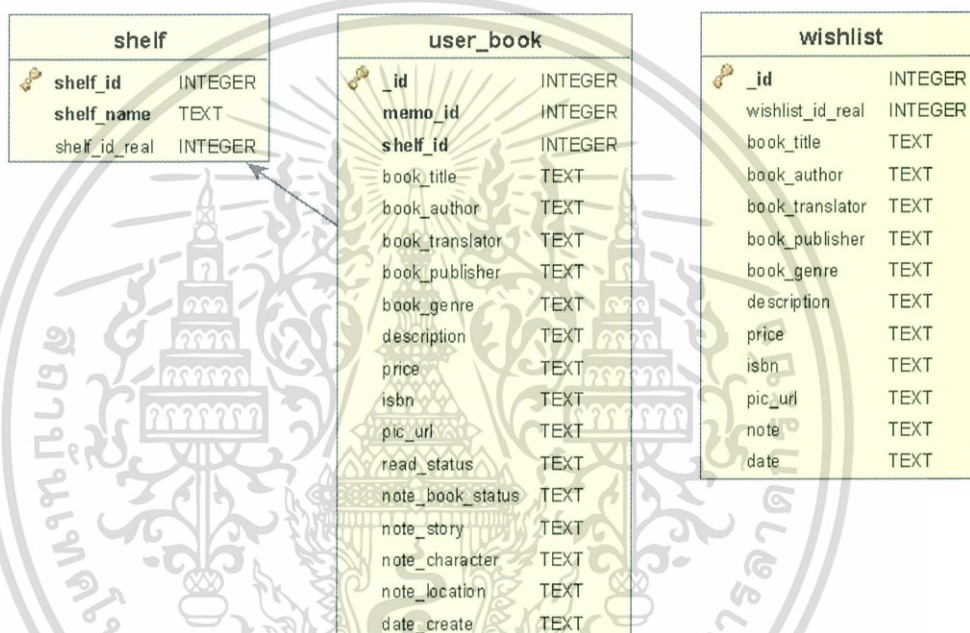 shelf
shelf_id INTEGER
shelf_name TEXT
shelf_id_real INTEGER
user_book
_id INTEGER
memo_id INTEGER
shelf_id INTEGER
book_title TEXT
book_author TEXT
book_translator TEXT
book_publisher TEXT
book_genre TEXT
description TEXT
price TEXT
isbn TEXT
pic_url TEXT
read_status TEXT
note_book_status TEXT
note_story TEXT
note_character TEXT
note_location TEXT
date_create TEXT
wishlist
_id INTEGER
wishlist_id_real INTEGER
book_title TEXT
book_author TEXT
book_translator TEXT
book_publisher TEXT
book_genre TEXT
description TEXT
price TEXT
isbn TEXT
pic_url TEXT
note TEXT
date TEXT